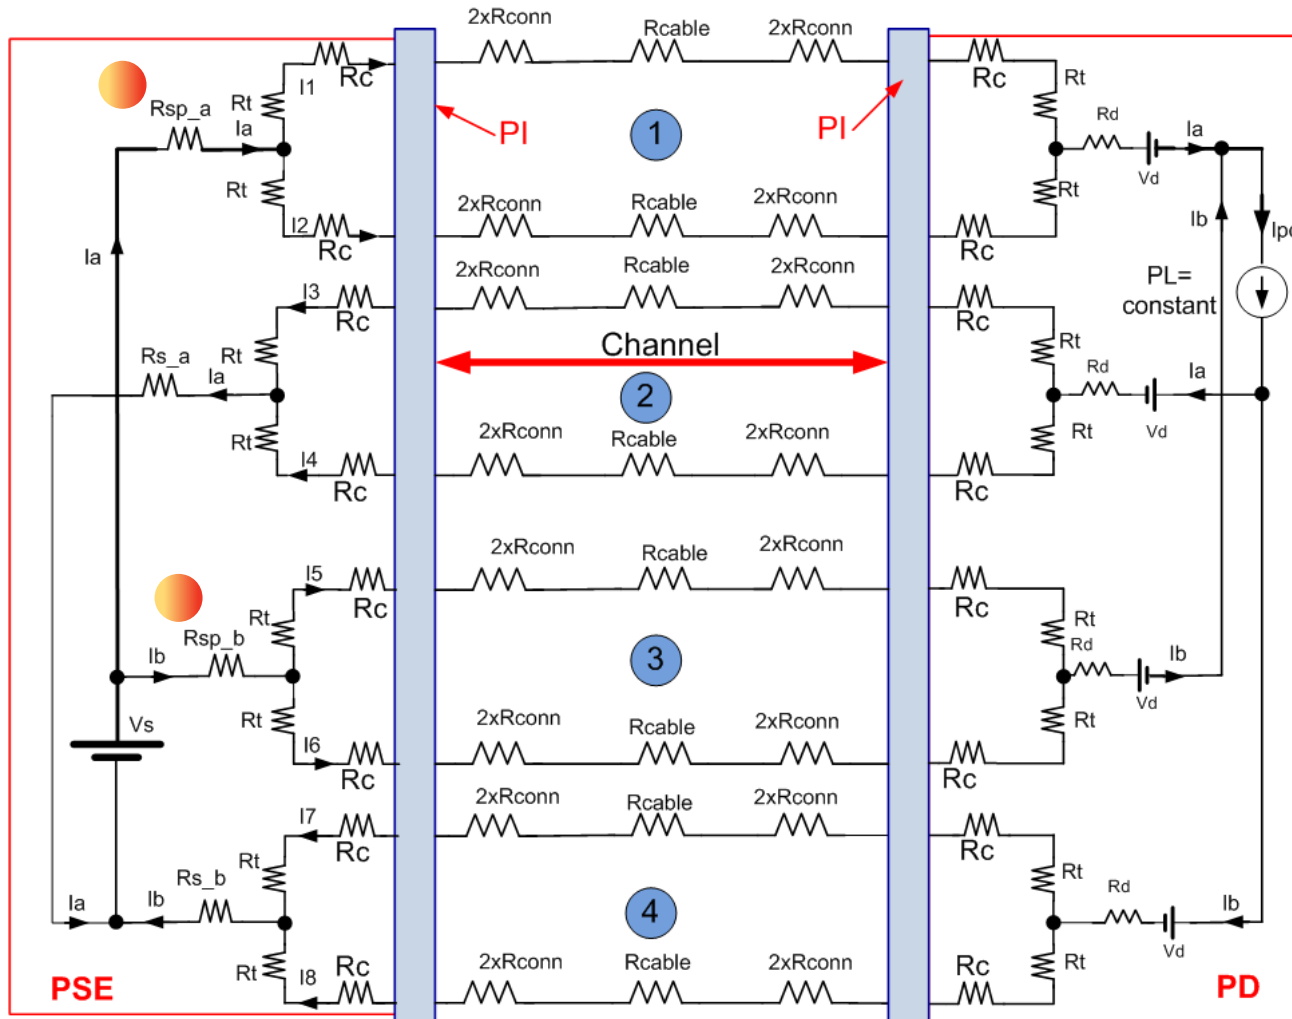 2xRconn
Rcable
2xRconn
Rc
Rc
I1
Rt
Rt
Rsp_a
Ia
PI
1
PI
Rd
Ia
Vd
Rt
Rt
Ib
I2
Rc
2xRconn
Rcable
2xRconn
Rc
Ia
PL=
constant
I3
Rc
2xRconn
Rcable
2xRconn
Rc
Channel
Rs_a
Ia
Rt
Rt
2
Rt
Rd
Vd
Ia
Rt
I4
Rc
2xRconn
Rcable
2xRconn
Rc
I5
Rc
2xRconn
Rcable
2xRconn
Rc
Rt
Rt
Ib
Rsp_b
3
Rd
Vd
Ib
Vs
Rt
Rt
I6
Rc
2xRconn
Rcable
2xRconn
Rc
I7
Rc
2xRconn
Rcable
2xRconn
Rc
Rt
Rt
Ia
Ib
Rs_b
4
Rd
Vd
Ib
Rt
Rt
I8
Rc
2xRconn
Rcable
2xRconn
Rc
PSE
PD